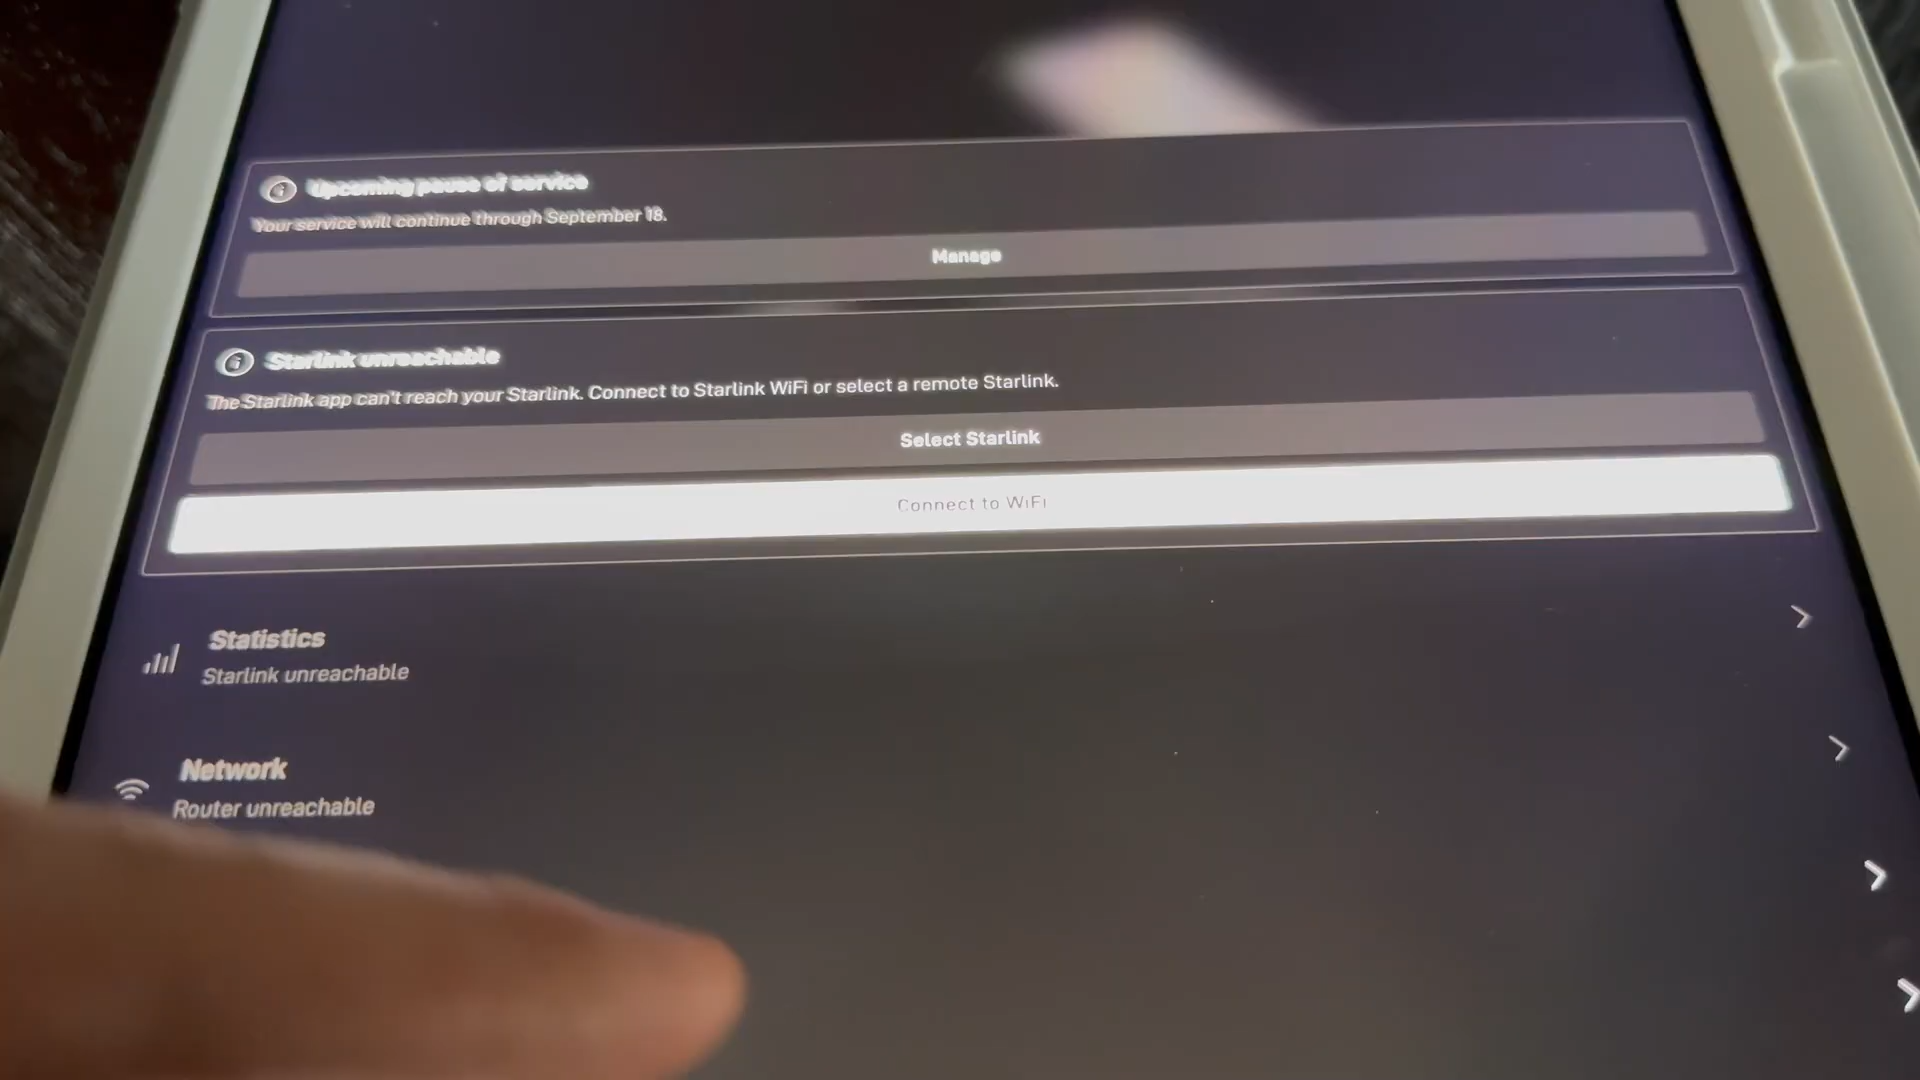 Upcoming pause of service
Your service will continue through September 18.
Manage
Starlink unreachable
The Starlink app can't reach your Starlink. Connect to Starlink WiFi or select a remote Starlink.
Select Starlink
Connect to WiFi
Statistics
Starlink unreachable
Network
Router unreachable